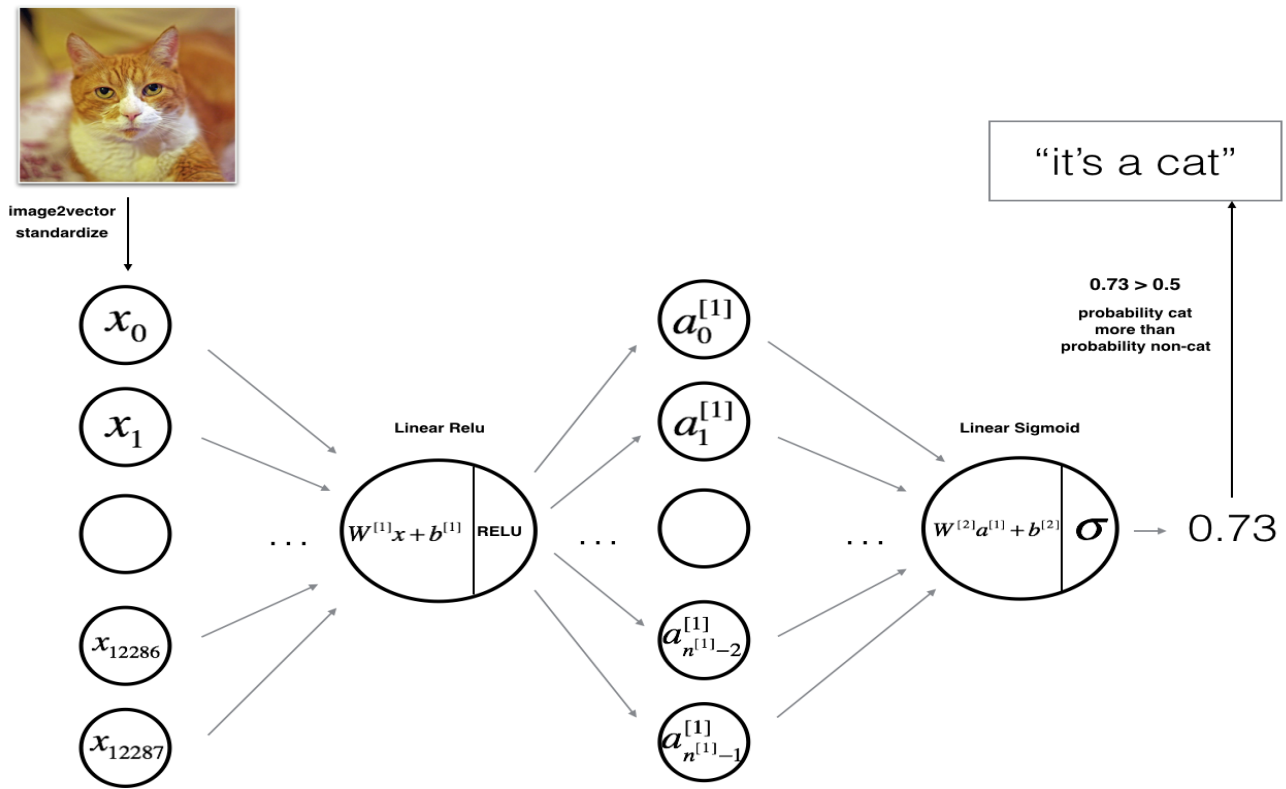 image2vector
standardize
x₀
x₁
x₁₂₂₈₆
x₁₂₂₈₇
. . .
Linear Relu
W^[1]x + b^[1]
RELU
. . .
a₀^[1]
a₁^[1]
a_{n^[1]−2}^[1]
a_{n^[1]−1}^[1]
. . .
Linear Sigmoid
W^[2]a^[1] + b^[2]
σ
0.73
0.73 > 0.5
probability cat
more than
probability non-cat
“it’s a cat”